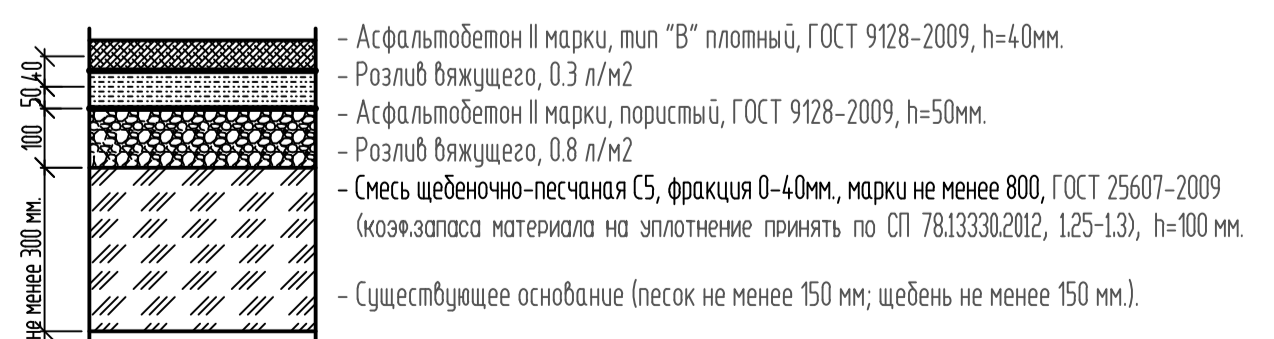 - Асфальтобетон II марки, тип "В" плотный, ГОСТ 9128-2009, h=40мм.
- Розлив вяжущего, 0.3 л/м2
- Асфальтобетон II марки, пористый, ГОСТ 9128-2009, h=50мм.
- Розлив вяжущего, 0.8 л/м2
- Смесь щебеночно-песчаная С5, фракция 0-40мм., марки не менее 800, ГОСТ 25607-2009
(коэф.запаса материала на уплотнение принять по СП 78.13330.2012, 1.25-1.3), h=100 мм.
- Существующее основание (песок не менее 150 мм; щебень не менее 150 мм.).
40
50
100
не менее 300 мм.